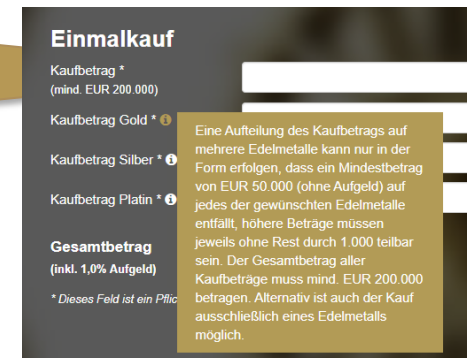 Einmalkauf
Kaufbetrag *
(mind. EUR 200.000)
Kaufbetrag Gold *
Kaufbetrag Silber *
Kaufbetrag Platin *
Gesamtbetrag
(inkl. 1,0% Aufgeld)
* Dieses Feld ist ein Pflic
Eine Aufteilung des Kaufbetrags auf
mehrere Edelmetalle kann nur in der
Form erfolgen, dass ein Mindestbetrag
von EUR 50.000 (ohne Aufgeld) auf
jedes der gewünschten Edelmetalle
entfällt, höhere Beträge müssen
jeweils ohne Rest durch 1.000 teilbar
sein. Der Gesamtbetrag aller
Kaufbeträge muss mind. EUR 200.000
betragen. Alternativ ist auch der Kauf
ausschließlich eines Edelmetalls
möglich.